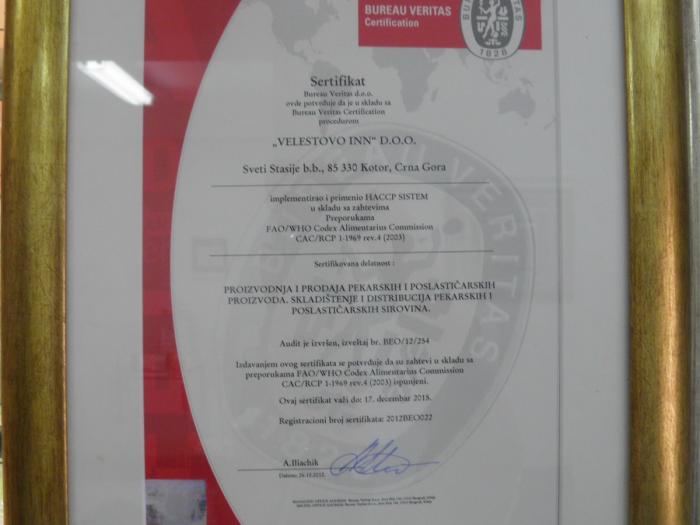 BUREAU VERITAS
Certification
1828
Sertifikat
Bureau Veritas d.o.o.
ovde potvrđuje da je u skladu sa
Bureau Veritas Certification
procedurom
„VELESTOVO INN" D.O.O.
Sveti Stasije b.b., 85 330 Kotor, Crna Gora
implementirao i primenio HACCP SISTEM
u skladu sa zahtevima
Preporukama
FAO/WHO Codex Alimentarius Commission
CAC/RCP 1-1969 rev.4 (2003)
Sertifikovana delatnost :
PROIZVODNJA I PRODAJA PEKARSKIH I POSLASTIČARSKIH
PROIZVODA. SKLADIŠTENJE I DISTRIBUCIJA PEKARSKIH I
POSLASTIČARSKIH SIROVINA.
Audit je izvršen, izveštaj br. BEO/12/254
Izdavanjem ovog sertifikata se potvrđuje da su zahtevi u skladu sa
preporukama FAO/WHO Codex Alimentarius Commission
CAC/RCP 1-1969 rev.4 (2003) ispunjeni.
Ovaj sertifikat važi do: 17. decembar 2015.
Registracioni broj sertifikata: 2012BEO022
A.Iliachik
Datum: 26.12.2012.